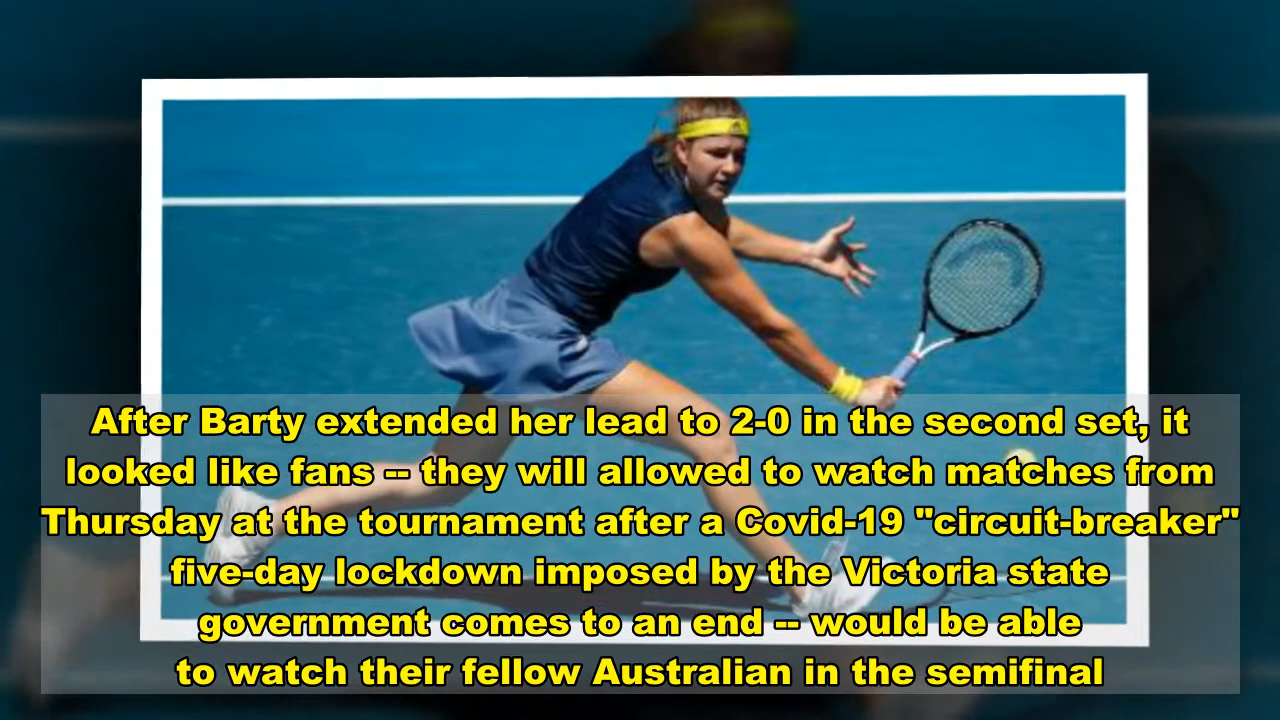 After Barty extended her lead to 2-0 in the second set, it
looked like fans -- they will allowed to watch matches from
Thursday at the tournament after a Covid-19 "circuit-breaker"
five-day lockdown imposed by the Victoria state
government comes to an end -- would be able
to watch their fellow Australian in the semifinal